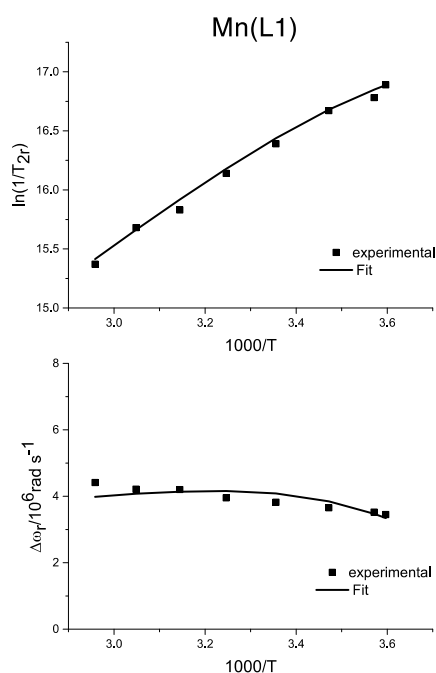 Mn(L1)
ln(1/T2r)
17.0
16.5
16.0
15.5
15.0
experimental
Fit
3.0 3.2 3.4 3.6
1000/T
Δωr/10^6rad s^-1
8
6
4
2
0
experimental
Fit
3.0 3.2 3.4 3.6
1000/T